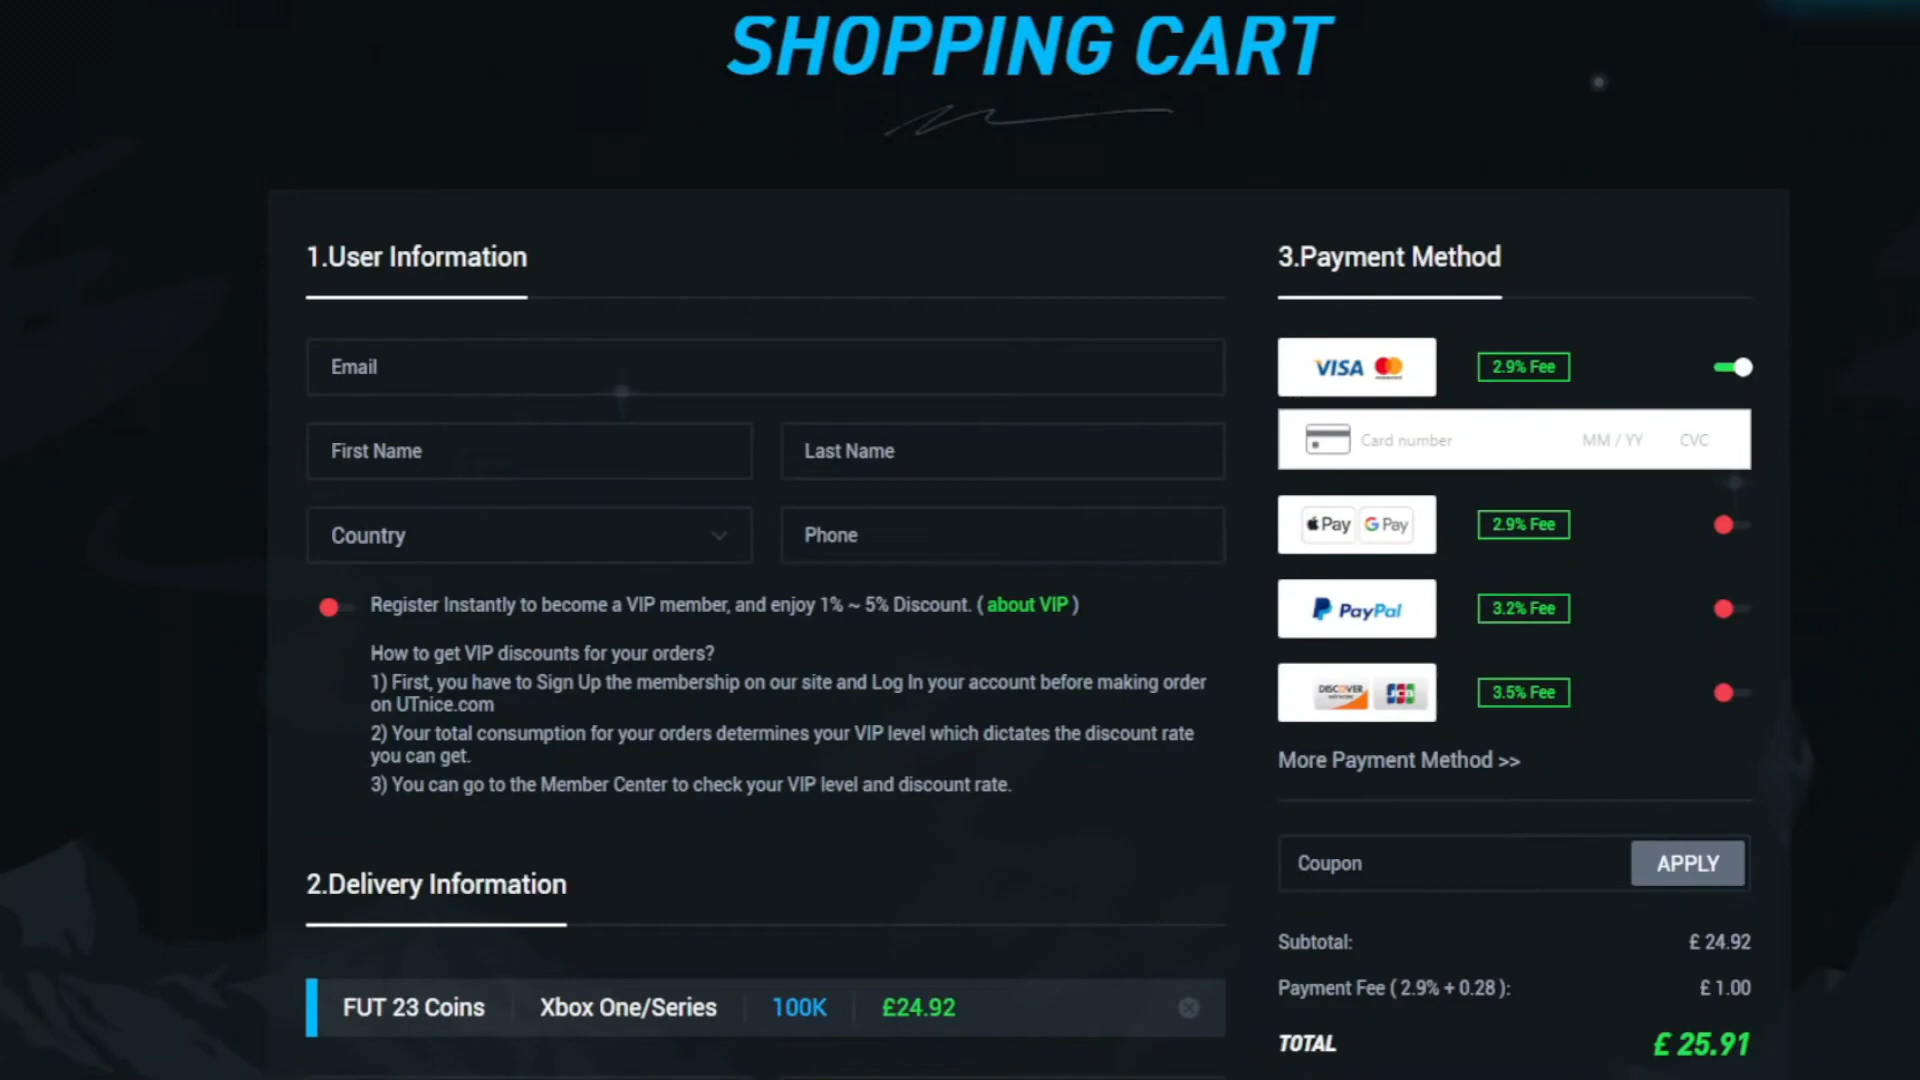 SHOPPING CART
1.User Information
Email
First Name
Last Name
Country
Phone
Register Instantly to become a VIP member, and enjoy 1% ~ 5% Discount. ( about VIP )
How to get VIP discounts for your orders?
1) First, you have to Sign Up the membership on our site and Log In your account before making order
on UTnice.com
2) Your total consumption for your orders determines your VIP level which dictates the discount rate
you can get.
3) You can go to the Member Center to check your VIP level and discount rate.
2.Delivery Information
FUT 23 Coins
Xbox One/Series
100K
£24.92
3.Payment Method
VISA
2.9% Fee
Card number
MM / YY
CVC
Pay G Pay
2.9% Fee
PayPal
3.2% Fee
DISCOVER JCB
3.5% Fee
More Payment Method >>
Coupon
APPLY
Subtotal:
£ 24.92
Payment Fee ( 2.9% + 0.28 ):
£ 1.00
TOTAL
£ 25.91